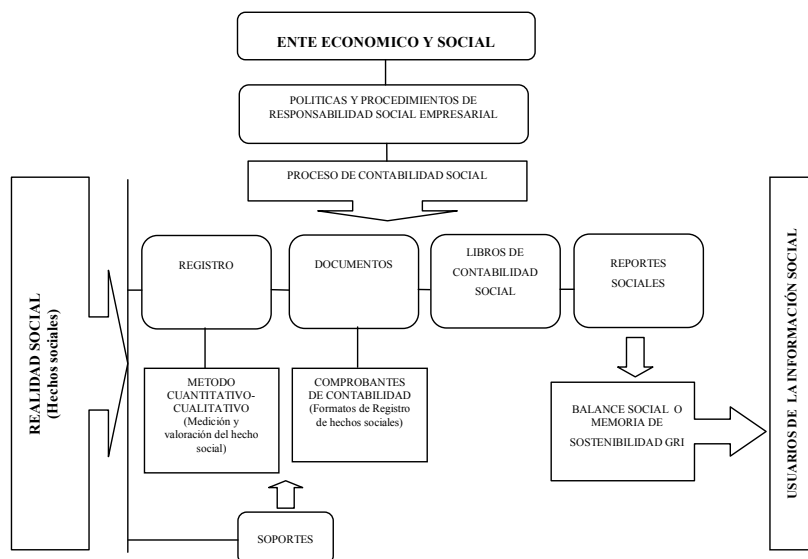 ENTE ECONOMICO Y SOCIAL
POLITICAS Y PROCEDIMIENTOS DE
RESPONSABILIDAD SOCIAL EMPRESARIAL
PROCESO DE CONTABILIDAD SOCIAL
REALIDAD SOCIAL
(Hechos sociales)
REGISTRO
DOCUMENTOS
LIBROS DE
CONTABILIDAD
SOCIAL
REPORTES
SOCIALES
METODO
CUANTITATIVO-
CUALITATIVO
(Medición y
valoración del hecho
social)
COMPROBANTES
DE CONTABILIDAD
(Formatos de Registro
de hechos sociales)
BALANCE SOCIAL O
MEMORIA DE
SOSTENIBILIDAD GRI
SOPORTES
USUARIOS DE LA INFORMACIÓN SOCIAL